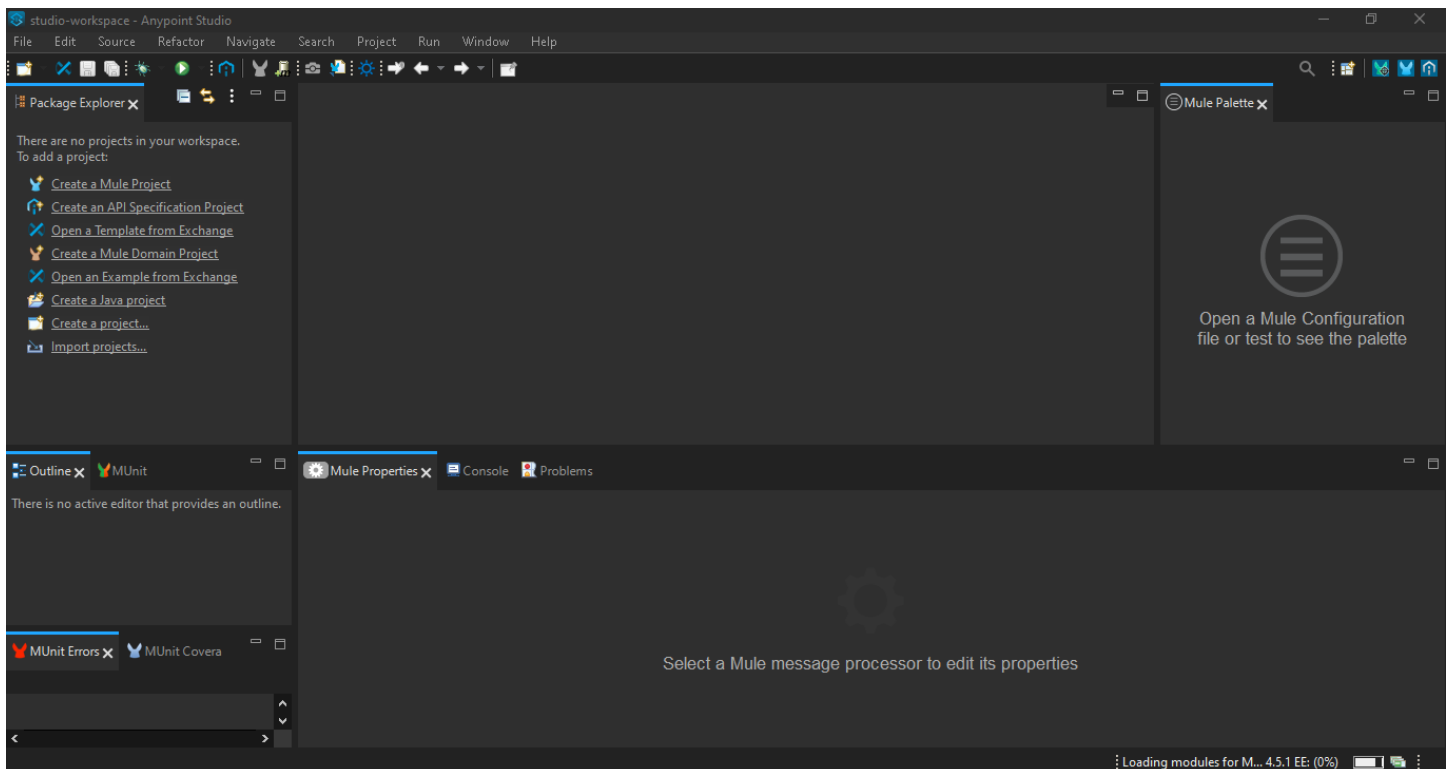 studio-workspace - Anypoint Studio
File Edit Source Refactor Navigate Search Project Run Window Help
Package Explorer
There are no projects in your workspace.
To add a project:
Create a Mule Project
Create an API Specification Project
Open a Template from Exchange
Create a Mule Domain Project
Open an Example from Exchange
Create a Java project
Create a project...
Import projects...
Mule Palette
Open a Mule Configuration
file or test to see the palette
Outline MUnit
There is no active editor that provides an outline.
MUnit Errors MUnit Covera
Mule Properties Console Problems
Select a Mule message processor to edit its properties
Loading modules for M... 4.5.1 EE: (0%)